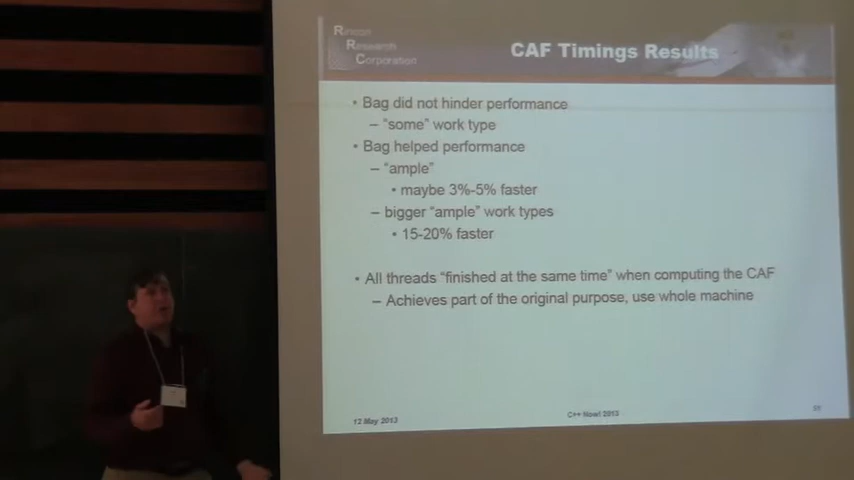 Rincon
Research
Corporation
CAF Timings Results
• Bag did not hinder performance
– "some" work type
• Bag helped performance
– "ample"
• maybe 3%-5% faster
– bigger "ample" work types
• 15-20% faster
• All threads "finished at the same time" when computing the CAF
– Achieves part of the original purpose, use whole machine
12 May 2013
C++ Now! 2013